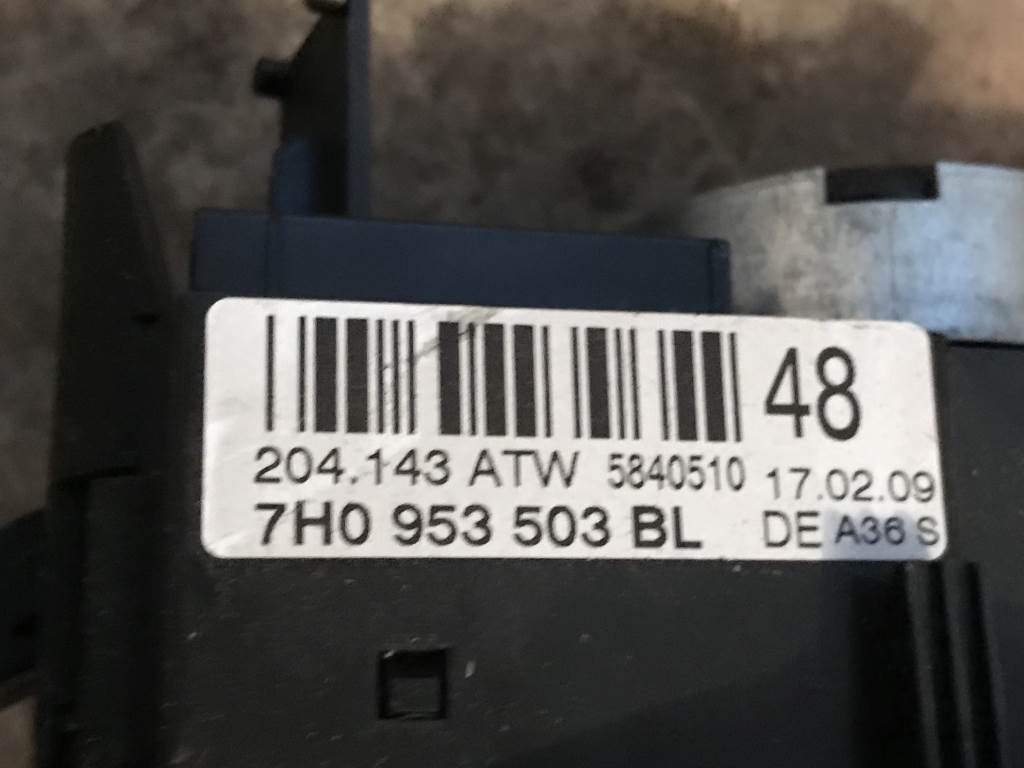 48
204.143 ATW 5840510 17.02.09
7H0 953 503 BL DE A36 S